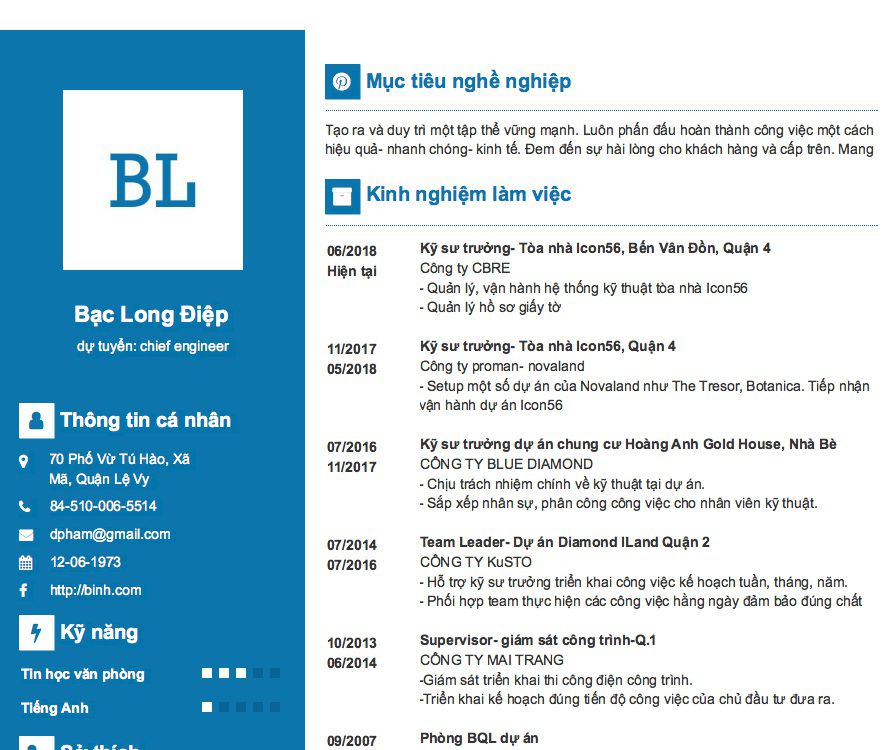 BL
Bạc Long Điệp
dự tuyển: chief engineer
Thông tin cá nhân
70 Phố Vừ Tú Hào, Xã
Mã, Quận Lệ Vy
84-510-006-5514
dpham@gmail.com
12-06-1973
http://binh.com
Kỹ năng
Tin học văn phòng
Tiếng Anh
Sở thích
Mục tiêu nghề nghiệp
Tạo ra và duy trì một tập thể vững mạnh. Luôn phấn đấu hoàn thành công việc một cách
hiệu quả- nhanh chóng- kinh tế. Đem đến sự hài lòng cho khách hàng và cấp trên. Mang
Kinh nghiệm làm việc
06/2018
Hiện tại
Kỹ sư trưởng- Tòa nhà Icon56, Bến Vân Đồn, Quận 4
Công ty CBRE
- Quản lý, vận hành hệ thống kỹ thuật tòa nhà Icon56
- Quản lý hồ sơ giấy tờ
11/2017
05/2018
Kỹ sư trưởng- Tòa nhà Icon56, Quận 4
Công ty proman- novaland
- Setup một số dự án của Novaland như The Tresor, Botanica. Tiếp nhận
vận hành dự án Icon56
07/2016
11/2017
Kỹ sư trưởng dự án chung cư Hoàng Anh Gold House, Nhà Bè
CÔNG TY BLUE DIAMOND
- Chịu trách nhiệm chính về kỹ thuật tại dự án.
- Sắp xếp nhân sự, phân công công việc cho nhân viên kỹ thuật.
07/2014
07/2016
Team Leader- Dự án Diamond ILand Quận 2
CÔNG TY KuSTO
- Hỗ trợ kỹ sư trưởng triển khai công việc kế hoạch tuần, tháng, năm.
- Phối hợp team thực hiện các công việc hằng ngày đảm bảo đúng chất
10/2013
06/2014
Supervisor- giám sát công trình-Q.1
CÔNG TY MAI TRANG
-Giám sát triển khai thi công điện công trình.
-Triển khai kế hoạch đúng tiến độ công việc của chủ đầu tư đưa ra.
09/2007
Phòng BQL dự án